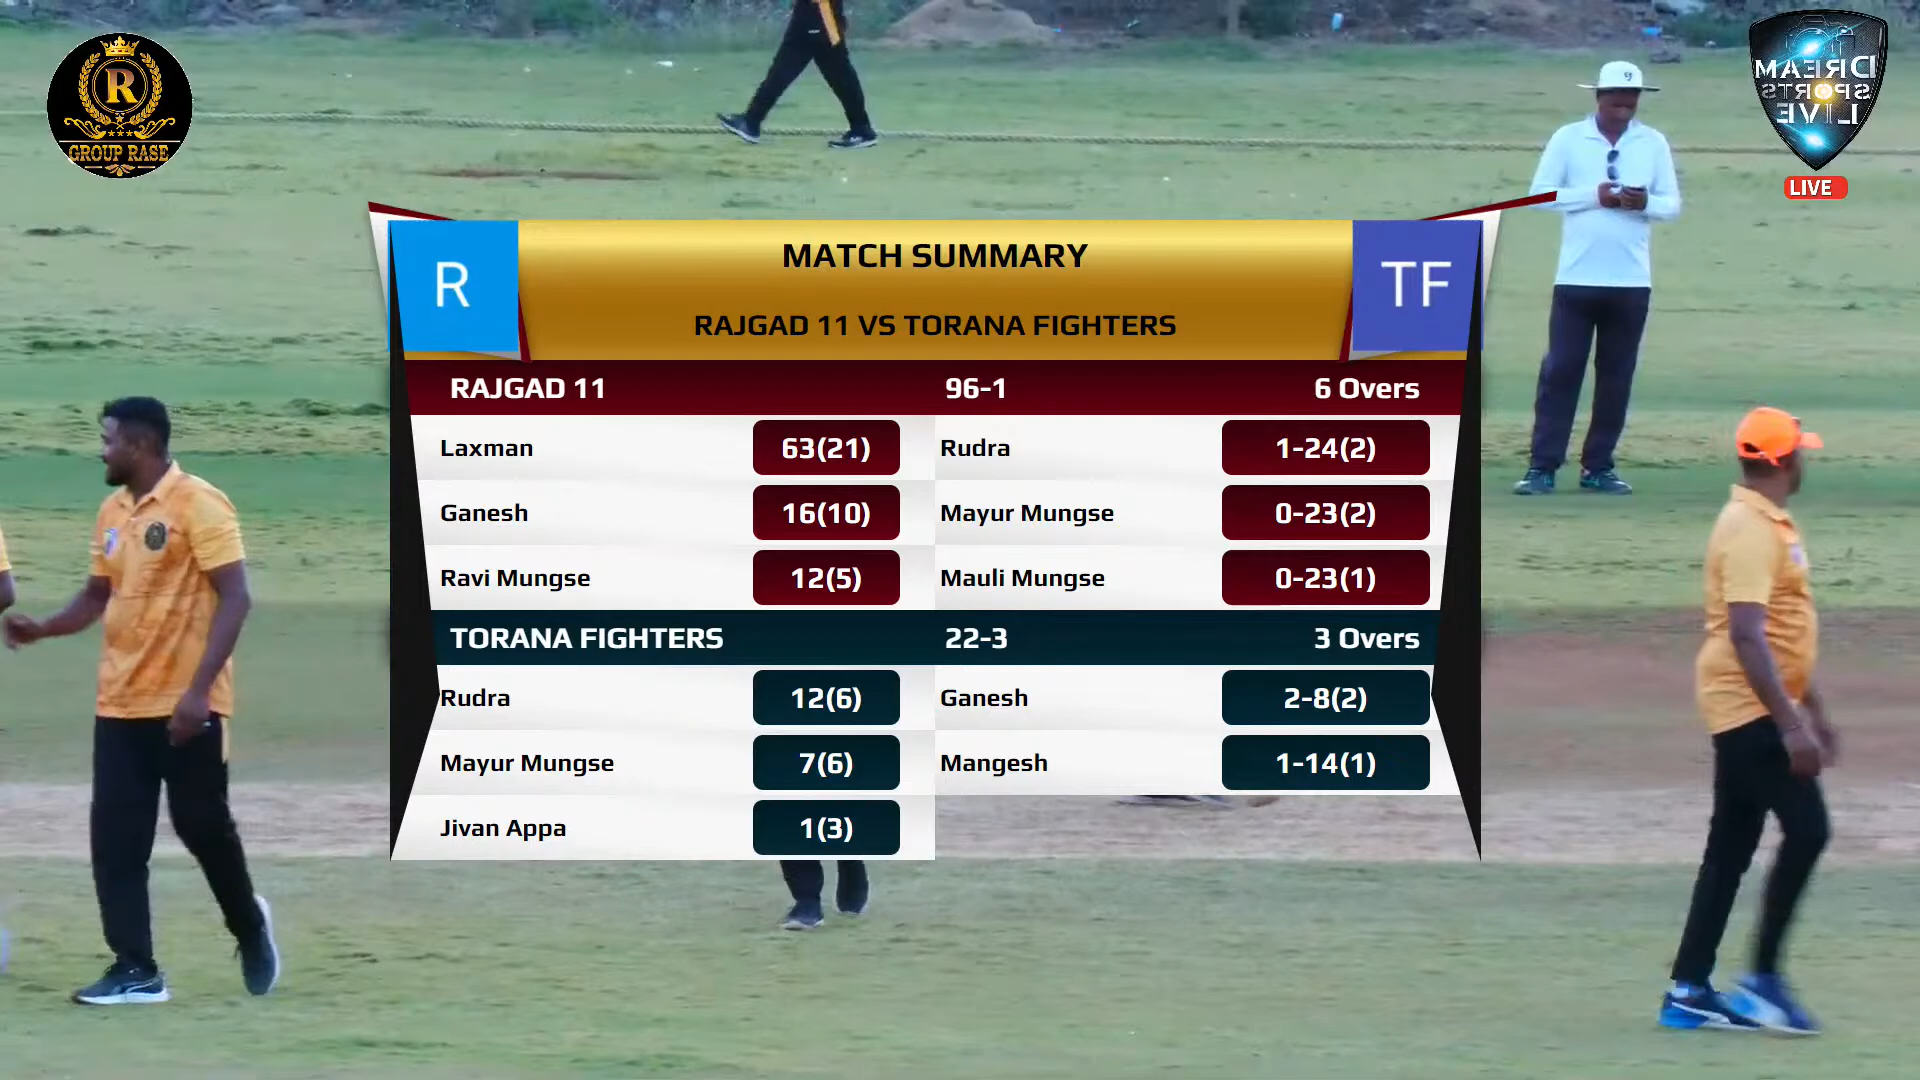 R
GROUP RASE
DREAM
SPORTS
LIVE
LIVE
R
MATCH SUMMARY
TF
RAJGAD 11 VS TORANA FIGHTERS
RAJGAD 11 96-1 6 Overs
Laxman 63(21) Rudra 1-24(2)
Ganesh 16(10) Mayur Mungse 0-23(2)
Ravi Mungse 12(5) Mauli Mungse 0-23(1)
TORANA FIGHTERS 22-3 3 Overs
Rudra 12(6) Ganesh 2-8(2)
Mayur Mungse 7(6) Mangesh 1-14(1)
Jivan Appa 1(3)